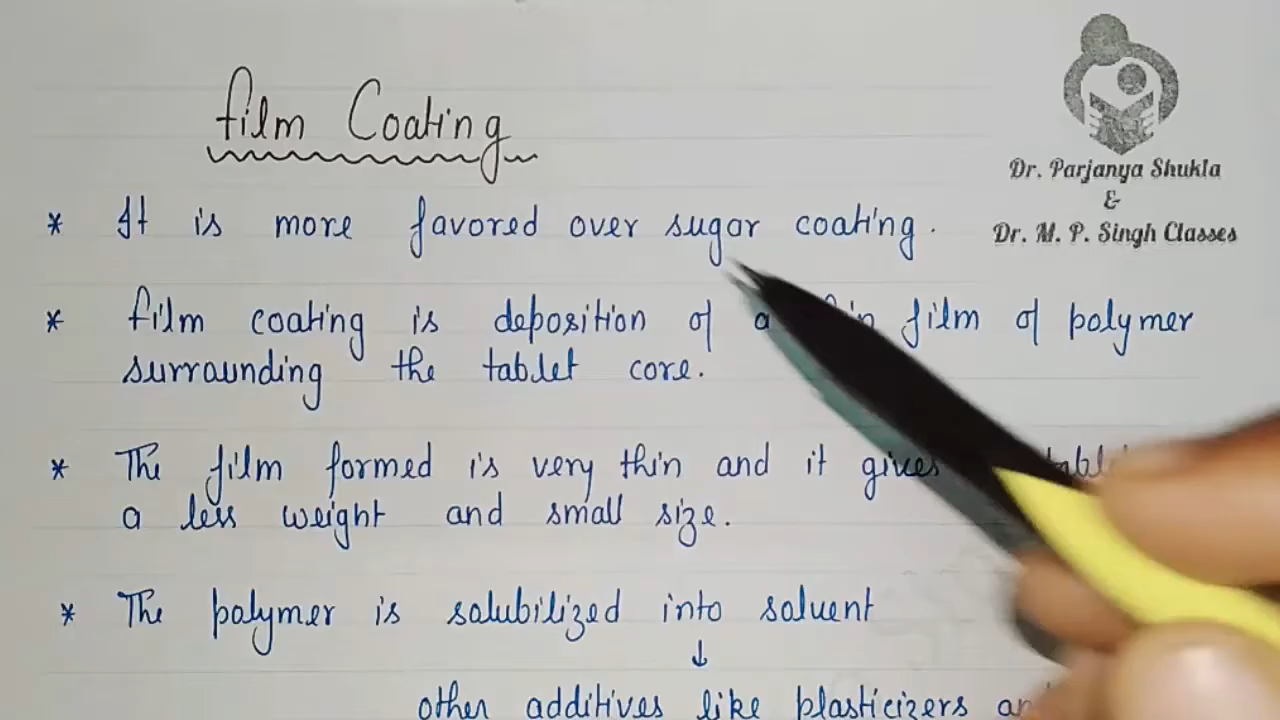 Film Coating
* It is more favored over sugar coating.
* Film coating is deposition of a film of polymer
surrounding the tablet core.
* The film formed is very thin and it gives
a less weight and small size.
* The polymer is solubilized into solvent
↓
other additives like plasticizers
Dr. Parjanya Shukla
&
Dr. M. P. Singh Classes